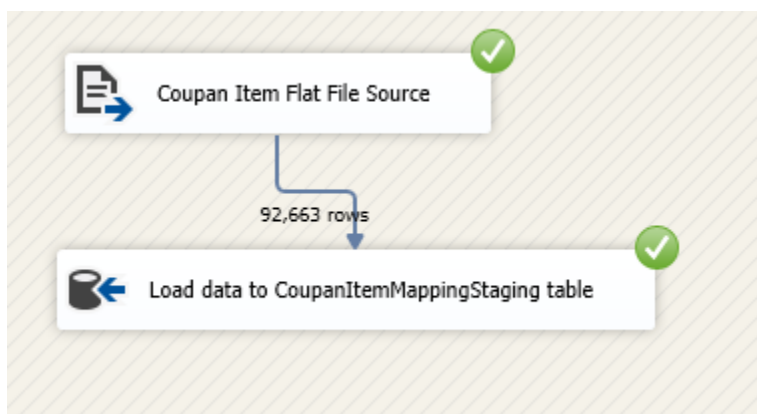 Coupan Item Flat File Source
92,663 rows
Load data to CoupanItemMappingStaging table